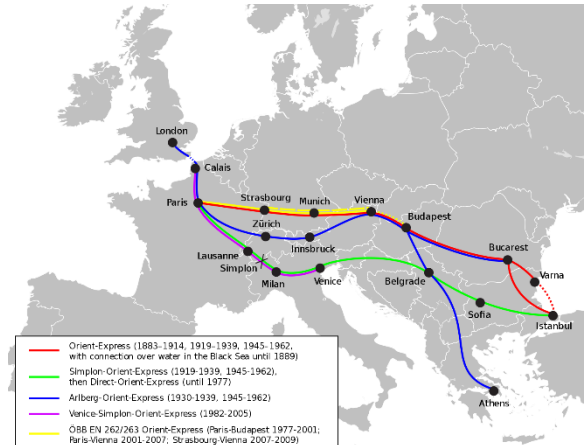 London
Calais
Paris
Strasbourg
Munich
Vienna
Budapest
Zürich
Innsbruck
Lausanne
Simplon
Milan
Venice
Belgrade
Bucarest
Varna
Sofia
Istanbul
Athens
Orient-Express (1883–1914, 1919-1939, 1945-1962,
with connection over water in the Black Sea until 1889)
Simplon-Orient-Express (1919-1939, 1945-1962),
then Direct-Orient-Express (until 1977)
Arlberg-Orient-Express (1930-1939, 1945-1962)
Venice-Simplon-Orient-Express (1982-2005)
ÖBB EN 262/263 Orient-Express (Paris-Budapest 1977-2001;
Paris-Vienna 2001-2007; Strasbourg-Vienna 2007-2009)